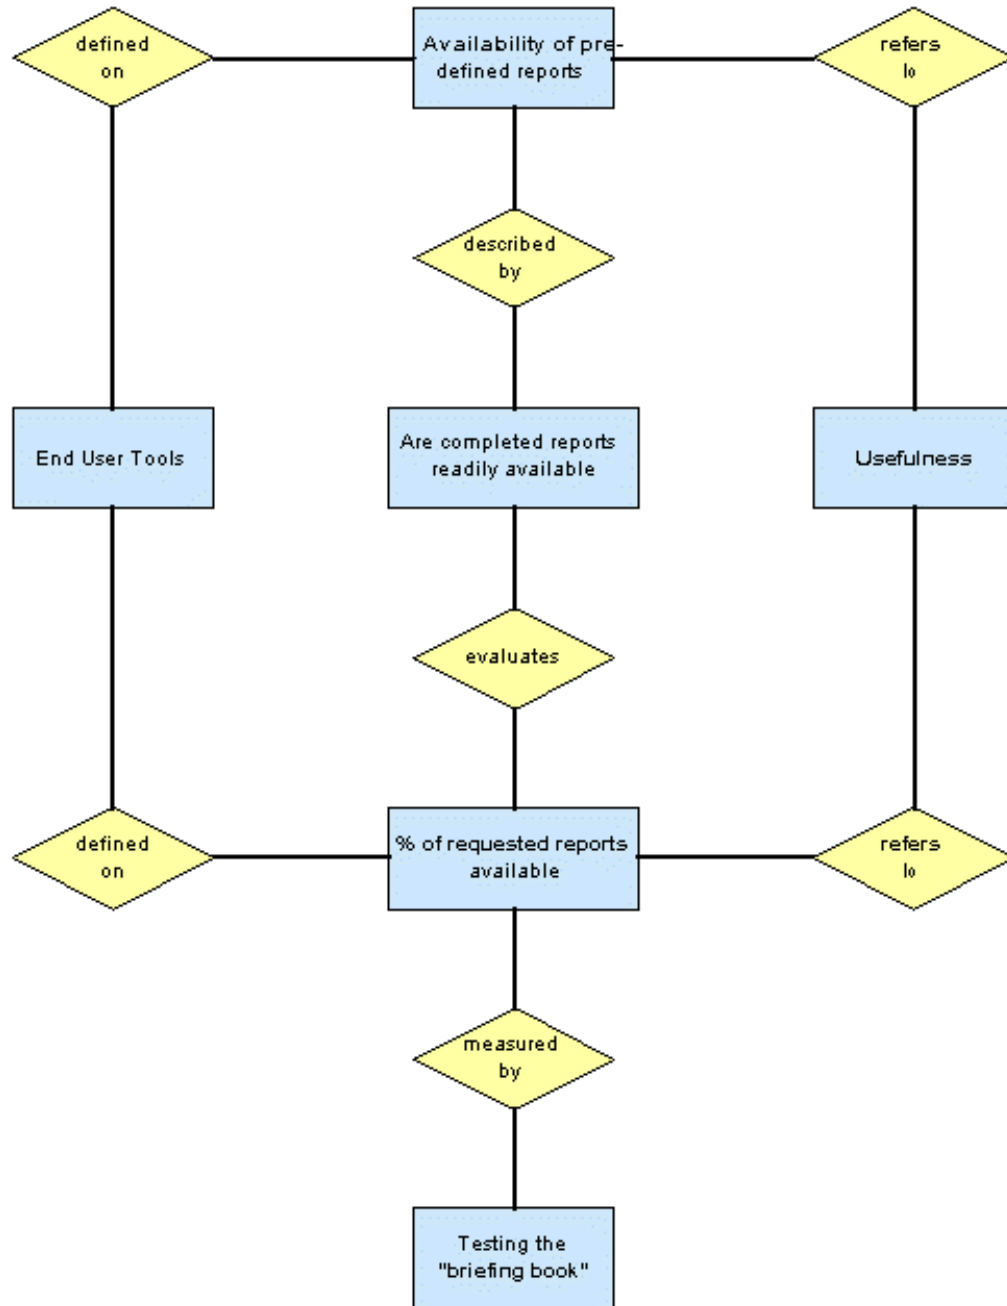 defined
on
Availability of pre-
defined reports
refers
to
described
by
End User Tools
Are completed reports
readily available
Usefulness
evaluates
defined
on
% of requested reports
available
refers
to
measured
by
Testing the
"briefing book"